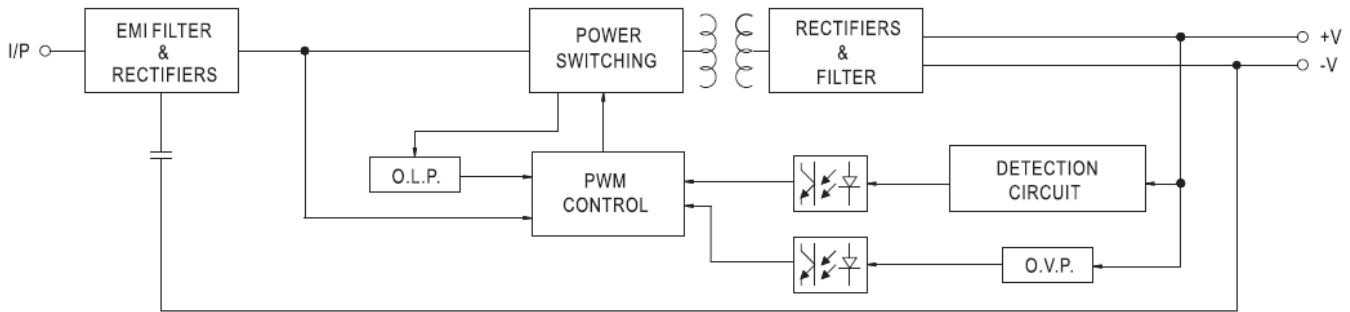 I/P
EMI FILTER
&
RECTIFIERS
POWER
SWITCHING
RECTIFIERS
&
FILTER
+V
-V
O.L.P.
PWM
CONTROL
DETECTION
CIRCUIT
O.V.P.